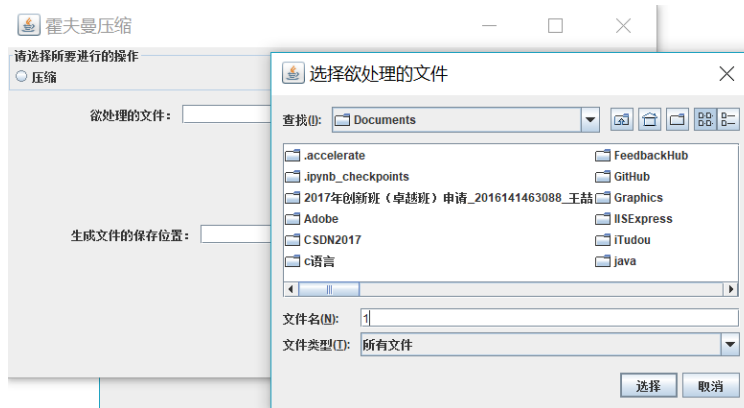 霍夫曼压缩
请选择所要进行的操作
压缩
欲处理的文件：
生成文件的保存位置：
选择欲处理的文件
查找(I): Documents
.accelerate
.ipynb_checkpoints
2017年创新班（卓越班）申请_2016141463088_王喆
Adobe
CSDN2017
c语言
FeedbackHub
GitHub
Graphics
IISExpress
iTudou
java
文件名(N): 1
文件类型(T): 所有文件
选择 取消